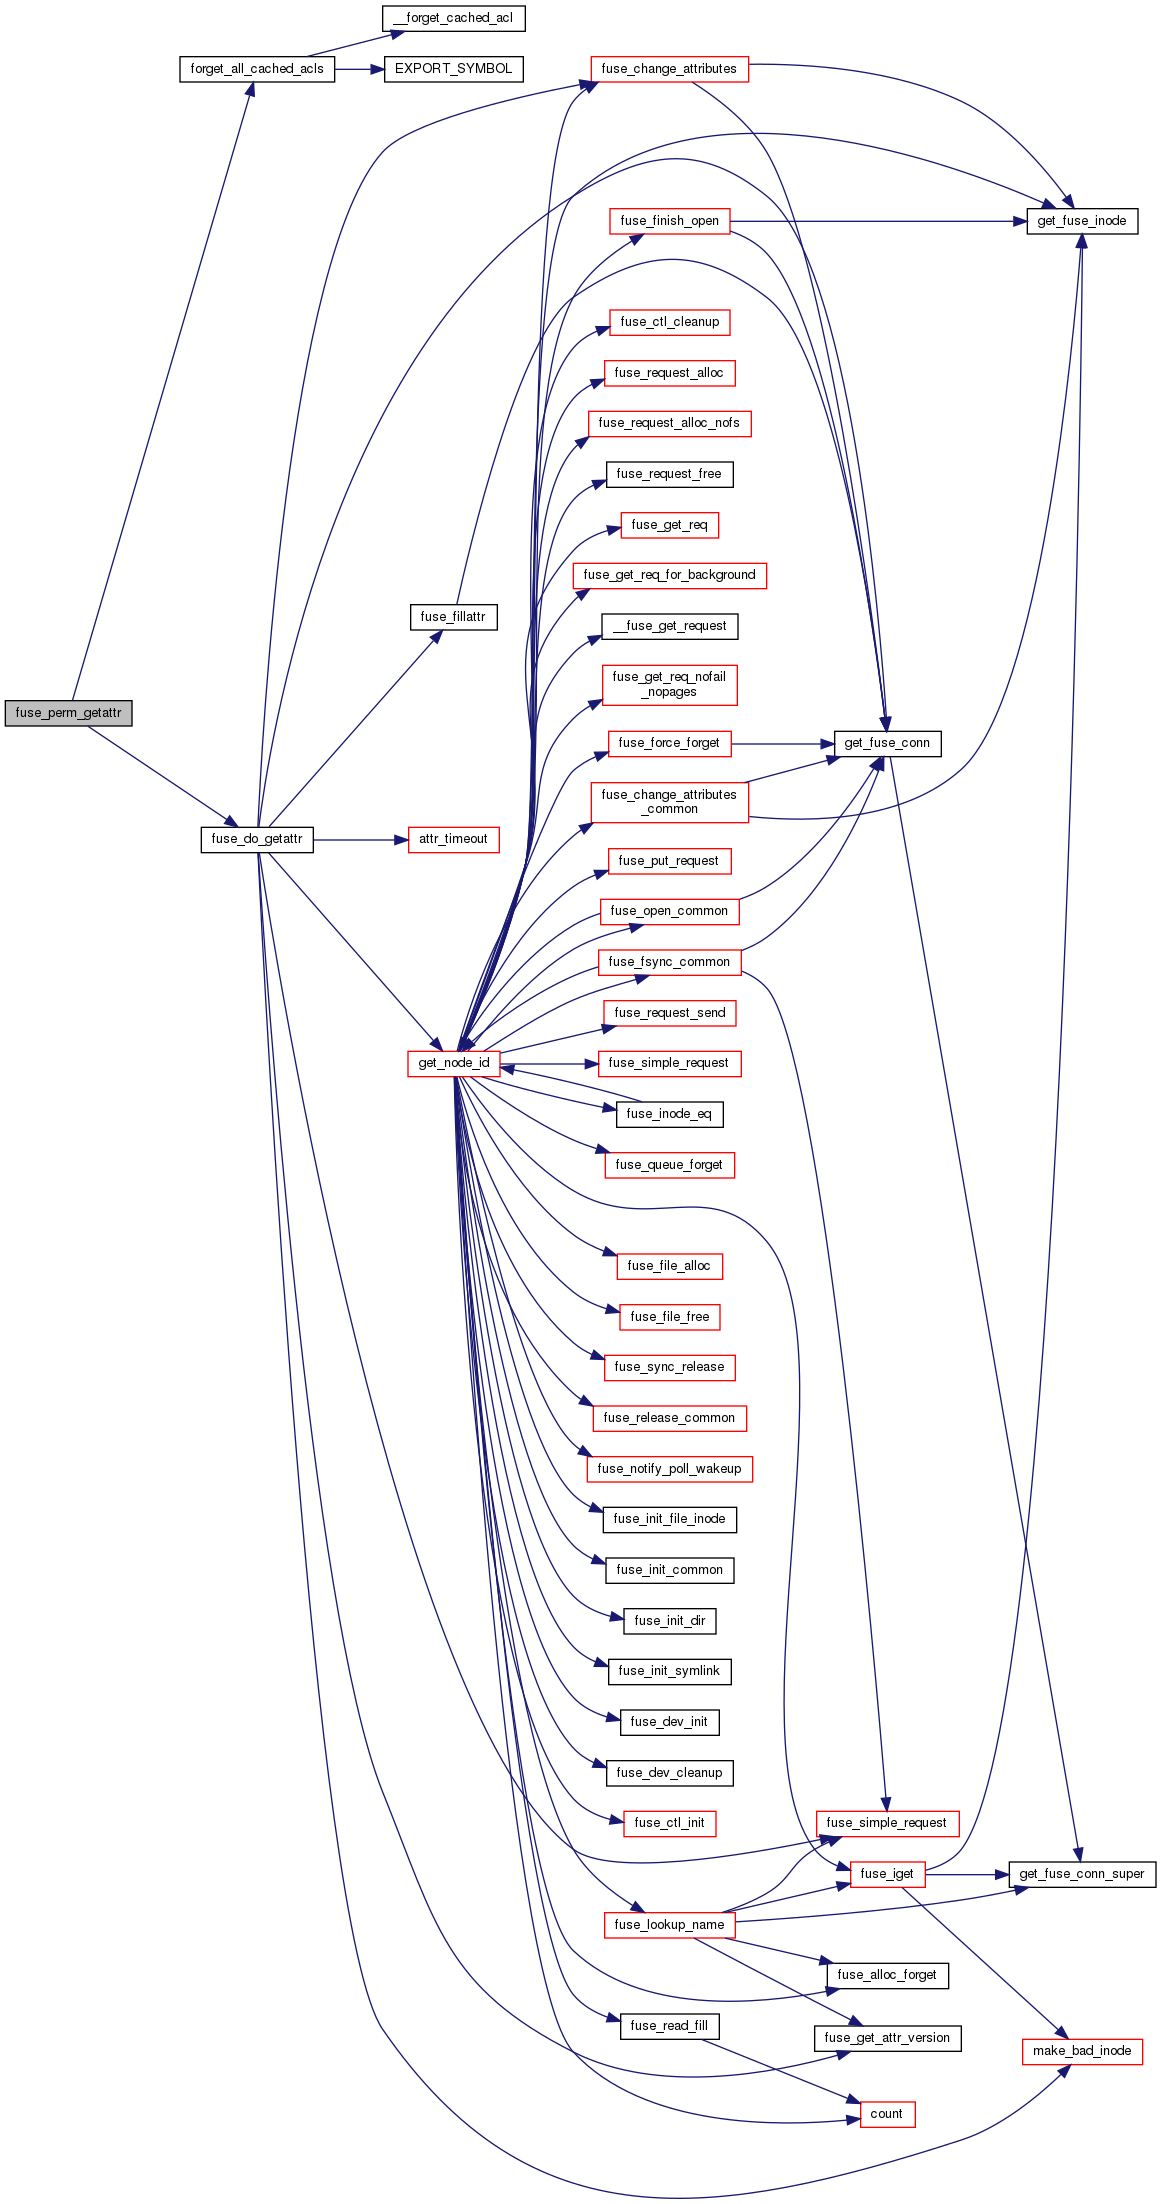 __forget_cached_acl
forget_all_cached_acls
EXPORT_SYMBOL
fuse_change_attributes
fuse_finish_open
get_fuse_inode
fuse_ctl_cleanup
fuse_request_alloc
fuse_request_alloc_nofs
fuse_request_free
fuse_get_req
fuse_get_req_for_background
fuse_fillattr
__fuse_get_request
fuse_get_req_nofail
_nopages
fuse_perm_getattr
fuse_force_forget
get_fuse_conn
fuse_change_attributes
_common
fuse_do_getattr
attr_timeout
fuse_put_request
fuse_open_common
fuse_fsync_common
fuse_request_send
get_node_id
fuse_simple_request
fuse_inode_eq
fuse_queue_forget
fuse_file_alloc
fuse_file_free
fuse_sync_release
fuse_release_common
fuse_notify_poll_wakeup
fuse_init_file_inode
fuse_init_common
fuse_init_dir
fuse_init_symlink
fuse_dev_init
fuse_dev_cleanup
fuse_ctl_init
fuse_simple_request
fuse_iget
get_fuse_conn_super
fuse_lookup_name
fuse_alloc_forget
fuse_read_fill
fuse_get_attr_version
make_bad_inode
count